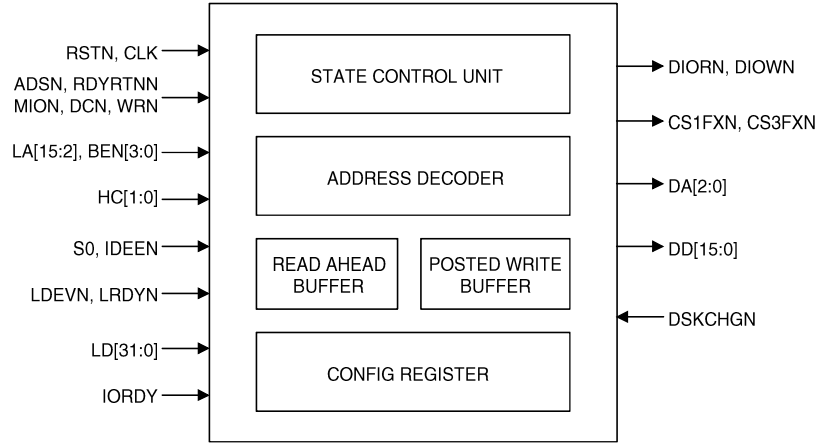 RSTN, CLK
ADSN, RDYRTNN
MION, DCN, WRN
LA[15:2], BEN[3:0]
HC[1:0]
S0, IDEEN
LDEVN, LRDYN
LD[31:0]
IORDY
STATE CONTROL UNIT
ADDRESS DECODER
READ AHEAD
BUFFER
POSTED WRITE
BUFFER
CONFIG REGISTER
DIORN, DIOWN
CS1FXN, CS3FXN
DA[2:0]
DD[15:0]
DSKCHGN